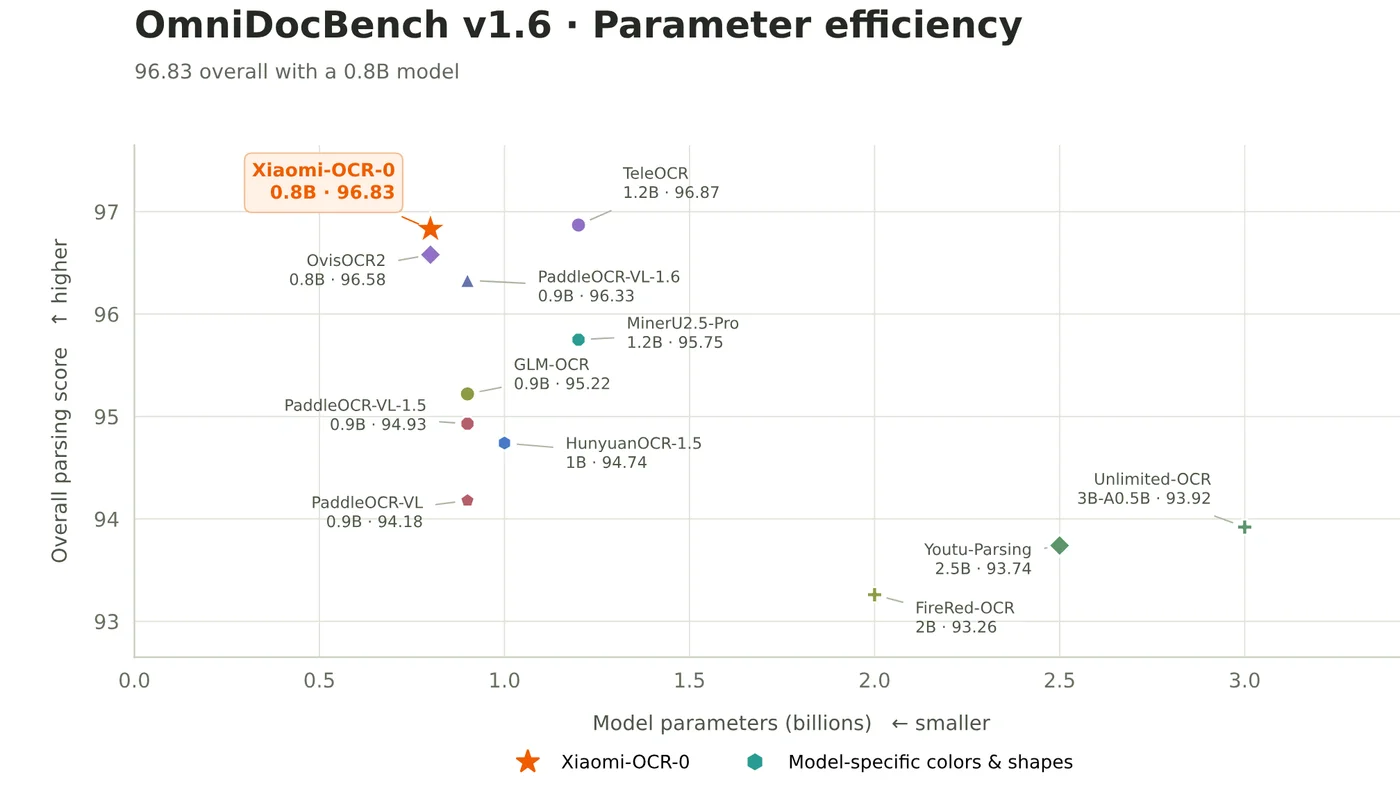 OmniDocBench v1.6 · Parameter efficiency
96.83 overall with a 0.8B model
Overall parsing score ↑ higher
97
96
95
94
93
Xiaomi-OCR-0
0.8B · 96.83
TeleOCR
1.2B · 96.87
OvisOCR2
0.8B · 96.58
PaddleOCR-VL-1.6
0.9B · 96.33
MinerU2.5-Pro
1.2B · 95.75
GLM-OCR
0.9B · 95.22
PaddleOCR-VL-1.5
0.9B · 94.93
HunyuanOCR-1.5
1B · 94.74
PaddleOCR-VL
0.9B · 94.18
Unlimited-OCR
3B-A0.5B · 93.92
Youtu-Parsing
2.5B · 93.74
FireRed-OCR
2B · 93.26
0.0 0.5 1.0 1.5 2.0 2.5 3.0
Model parameters (billions) ← smaller
Xiaomi-OCR-0 Model-specific colors & shapes